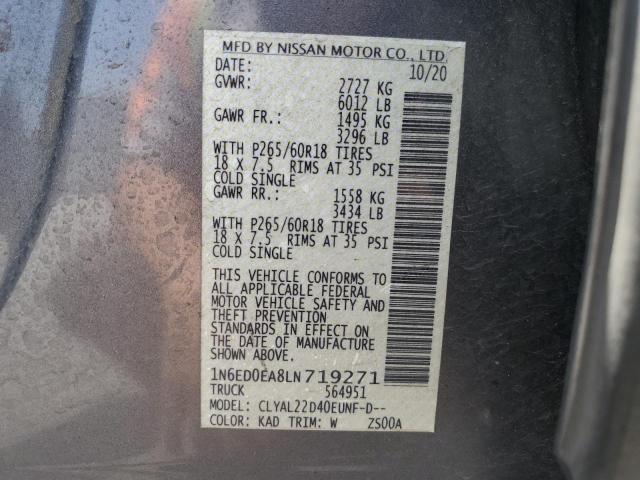 MFD BY NISSAN MOTOR CO., LTD.
DATE: 10/20
GVWR: 2727 KG
6012 LB
GAWR FR.: 1495 KG
3296 LB
WITH P265/60R18 TIRES
18 X 7.5 RIMS AT 35 PSI
COLD SINGLE
GAWR RR.: 1558 KG
3434 LB
WITH P265/60R18 TIRES
18 X 7.5 RIMS AT 35 PSI
COLD SINGLE
THIS VEHICLE CONFORMS TO
ALL APPLICABLE FEDERAL
MOTOR VEHICLE SAFETY AND
THEFT PREVENTION
STANDARDS IN EFFECT ON
THE DATE OF MANUFACTURE
SHOWN ABOVE.
1N6ED0EA8LN719271
TRUCK 564951
MODEL: CLYAL22D40EUNF-D--
COLOR: KAD TRIM: W ZS00A